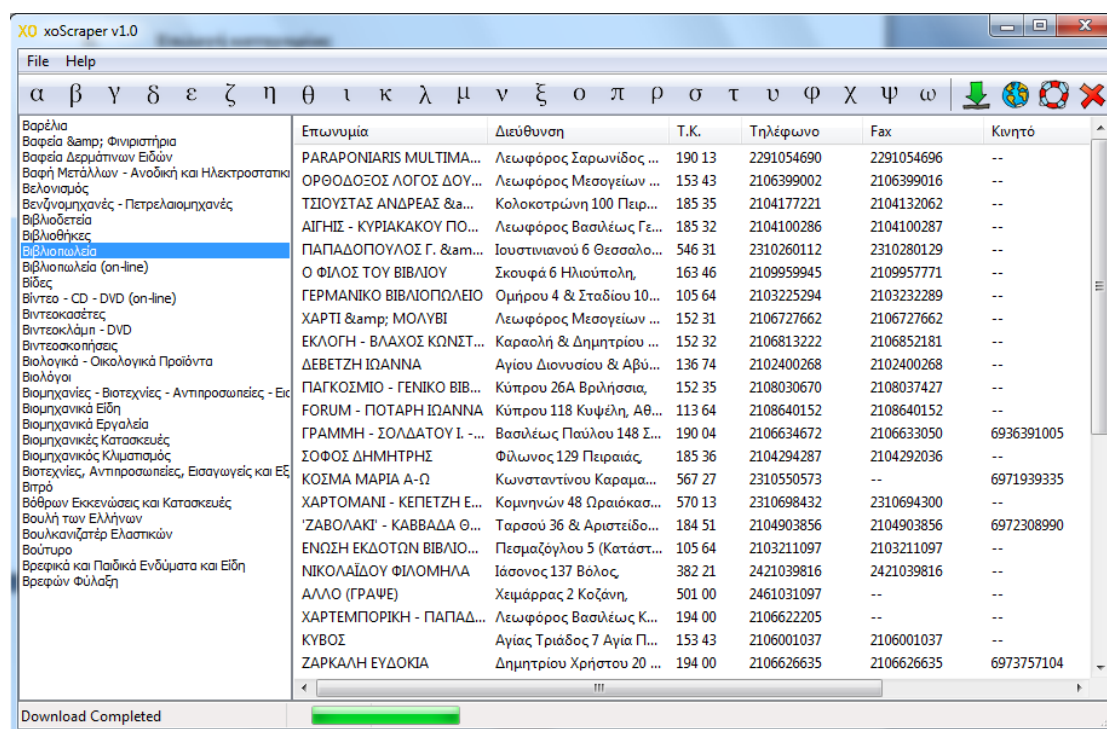 XO xoScraper v1.0
File Help
α β γ δ ε ζ η θ ι κ λ μ ν ξ ο π ρ σ τ υ φ χ ψ ω
Βαρέλια
Βαφεία &amp; Φινιριστήρια
Βαφεία Δερμάτινων Ειδών
Βαφή Μετάλλων - Ανοδική και Ηλεκτροστατικι
Βελονισμός
Βενζινομηχανές - Πετρελαιομηχανές
Βιβλιοδετεία
Βιβλιοθήκες
Βιβλιοπωλεία
Βιβλιοπωλεία (on-line)
Βίδες
Βίντεο - CD - DVD (on-line)
Βιντεοκασέτες
Βιντεοκλάμπ - DVD
Βιντεοσκοπήσεις
Βιολογικά - Οικολογικά Προϊόντα
Βιολόγοι
Βιομηχανίες - Βιοτεχνίες - Αντιπροσωπείες - Εισ
Βιομηχανικά Είδη
Βιομηχανικά Εργαλεία
Βιομηχανικές Κατασκευές
Βιομηχανικός Κλιματισμός
Βιοτεχνίες, Αντιπροσωπείες, Εισαγωγείς και Εξ
Βιτρό
Βόθρων Εκκενώσεις και Κατασκευές
Βουλή των Ελλήνων
Βουλκανιζατέρ Ελαστικών
Βούτυρο
Βρεφικά και Παιδικά Ενδύματα και Είδη
Βρεφών Φύλαξη
Επωνυμία Διεύθυνση Τ.Κ. Τηλέφωνο Fax Κινητό
PARAPONIARIS MULTIMA... Λεωφόρος Σαρωνίδος ... 190 13 2291054690 2291054696 --
ΟΡΘΟΔΟΞΟΣ ΛΟΓΟΣ ΔΟΥ... Λεωφόρος Μεσογείων ... 153 43 2106399002 2106399016 --
ΤΣΙΟΥΣΤΑΣ ΑΝΔΡΕΑΣ &a... Κολοκοτρώνη 100 Πειρ... 185 35 2104177221 2104132062 --
ΑΙΓΗΙΣ - ΚΥΡΙΑΚΑΚΟΥ ΠΟ... Λεωφόρος Βασιλέως Γε... 185 32 2104100286 2104100287 --
ΠΑΠΑΔΟΠΟΥΛΟΣ Γ. &am... Ιουστινιανού 6 Θεσσαλο... 546 31 2310260112 2310280129 --
Ο ΦΙΛΟΣ ΤΟΥ ΒΙΒΛΙΟΥ Σκουφά 6 Ηλιούπολη, 163 46 2109959945 2109957771 --
ΓΕΡΜΑΝΙΚΟ ΒΙΒΛΙΟΠΩΛΕΙΟ Ομήρου 4 & Σταδίου 10... 105 64 2103225294 2103232289 --
ΧΑΡΤΙ &amp; ΜΟΛΥΒΙ Λεωφόρος Μεσογείων ... 152 31 2106727662 2106727662 --
ΕΚΛΟΓΗ - ΒΛΑΧΟΣ ΚΩΝΣΤ... Καραολή & Δημητρίου ... 152 32 2106813222 2106852181 --
ΔΕΒΕΤΖΗ ΙΩΑΝΝΑ Αγίου Διονυσίου & Αβύ... 136 74 2102400268 2102400268 --
ΠΑΓΚΟΣΜΙΟ - ΓΕΝΙΚΟ ΒΙΒ... Κύπρου 26Α Βριλήσσια, 152 35 2108030670 2108037427 --
FORUM - ΠΟΤΑΡΗ ΙΩΑΝΝΑ Κύπρου 118 Κυψέλη, Αθ... 113 64 2108640152 2108640152 --
ΓΡΑΜΜΗ - ΣΟΛΔΑΤΟΥ Ι. -... Βασιλέως Παύλου 148 Σ... 190 04 2106634672 2106633050 6936391005
ΣΟΦΟΣ ΔΗΜΗΤΡΗΣ Φίλωνος 129 Πειραιάς, 185 36 2104294287 2104292036 --
ΚΟΣΜΑ ΜΑΡΙΑ Α-Ω Κωνσταντίνου Καραμα... 567 27 2310550573 -- 6971939335
ΧΑΡΤΟΜΑΝΙ - ΚΕΠΕΤΖΗ Ε... Κομνηνών 48 Ωραιόκασ... 570 13 2310698432 2310694300 --
'ΖΑΒΟΛΑΚΙ' - ΚΑΒΒΑΔΑ Θ... Ταρσού 36 & Αριστείδο... 184 51 2104903856 2104903856 6972308990
ΕΝΩΣΗ ΕΚΔΟΤΩΝ ΒΙΒΛΙΟ... Πεσμαζόγλου 5 (Κατάστ... 105 64 2103211097 2103211097 --
ΝΙΚΟΛΑΪΔΟΥ ΦΙΛΟΜΗΛΑ Ιάσονος 137 Βόλος, 382 21 2421039816 2421039816 --
ΑΛΛΟ (ΓΡΑΨΕ) Χειμάρρας 2 Κοζάνη, 501 00 2461031097 -- --
ΧΑΡΤΕΜΠΟΡΙΚΗ - ΠΑΠΑΔ... Λεωφόρος Βασιλέως Κ... 194 00 2106622205 -- --
ΚΥΒΟΣ Αγίας Τριάδος 7 Αγία Π... 153 43 2106001037 2106001037 --
ΖΑΡΚΑΛΗ ΕΥΔΟΚΙΑ Δημητρίου Χρήστου 20 ... 194 00 2106626635 2106626635 6973757104
Download Completed